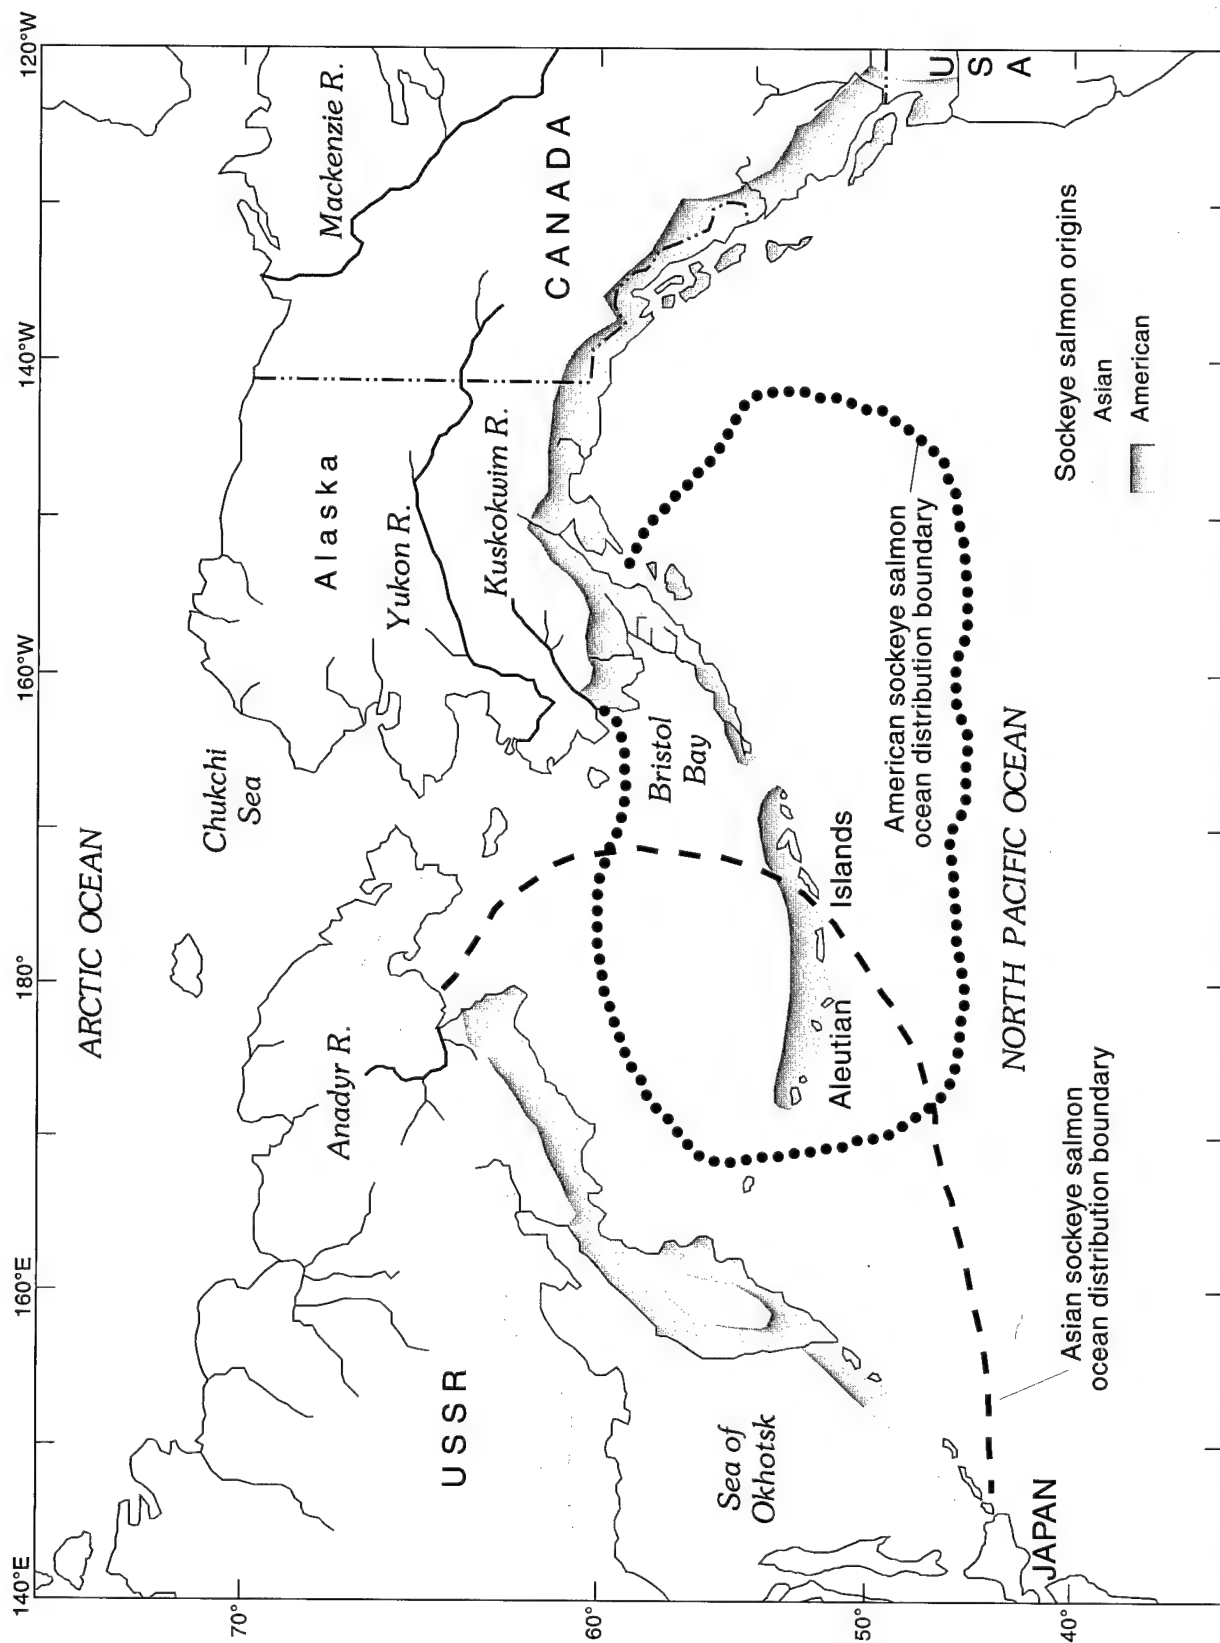 140°E
160°E
180°
160°W
140°W
120°W
70°
60°
50°
40°
ARCTIC OCEAN
Chukchi
Sea
Mackenzie R.
Alaska
Yukon R.
Kuskokwim R.
CANADA
Anadyr R.
USSR
Bristol
Bay
Sea of
Okhotsk
Aleutian
Islands
JAPAN
U
S
A
American sockeye salmon
ocean distribution boundary
NORTH PACIFIC OCEAN
Asian sockeye salmon
ocean distribution boundary
Sockeye salmon origins
Asian
American